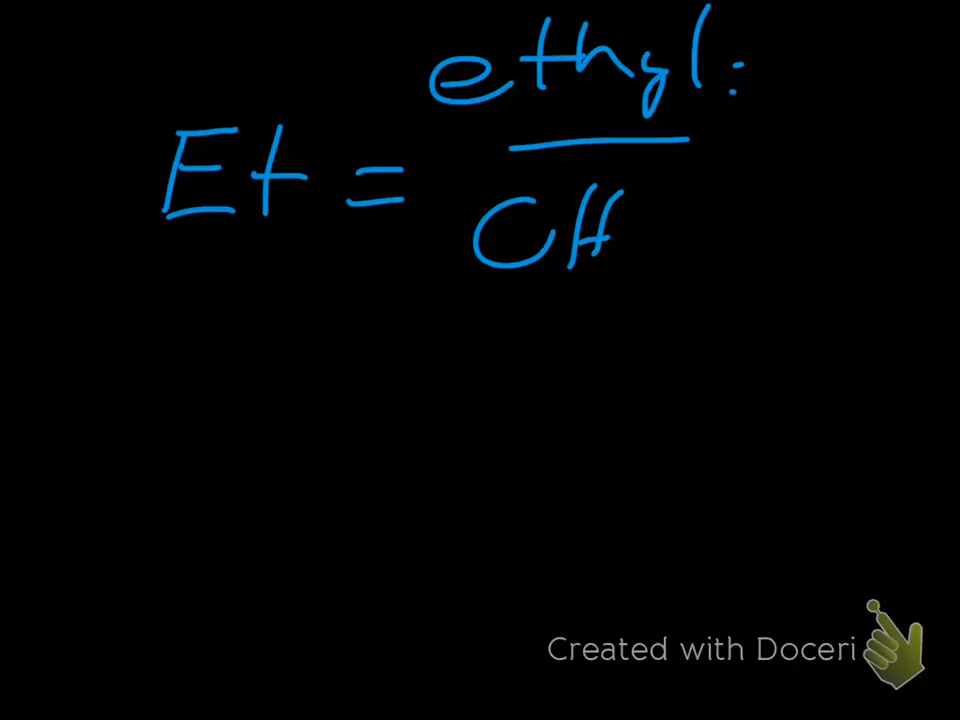 ethyl:
Et = CH
Created with Doceri